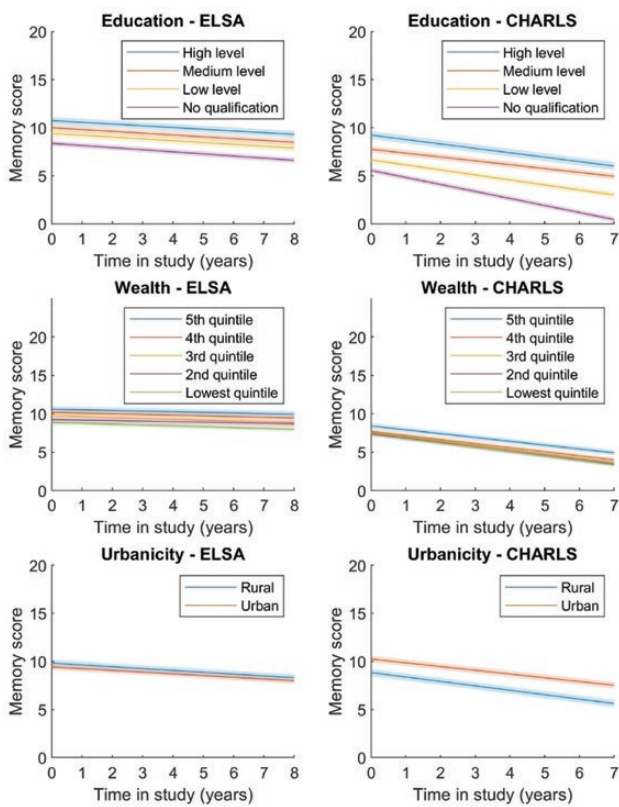 Education - ELSA
20
15
10
5
0
Memory score
High level
Medium level
Low level
No qualification
0 1 2 3 4 5 6 7 8
Time in study (years)
Education - CHARLS
20
15
10
5
0
Memory score
High level
Medium level
Low level
No qualification
0 1 2 3 4 5 6 7
Time in study (years)
Wealth - ELSA
20
15
10
5
0
Memory score
5th quintile
4th quintile
3rd quintile
2nd quintile
Lowest quintile
0 1 2 3 4 5 6 7 8
Time in study (years)
Wealth - CHARLS
20
15
10
5
0
Memory score
5th quintile
4th quintile
3rd quintile
2nd quintile
Lowest quintile
0 1 2 3 4 5 6 7
Time in study (years)
Urbanicity - ELSA
20
15
10
5
0
Memory score
Rural
Urban
0 1 2 3 4 5 6 7 8
Time in study (years)
Urbanicity - CHARLS
20
15
10
5
0
Memory score
Rural
Urban
0 1 2 3 4 5 6 7
Time in study (years)